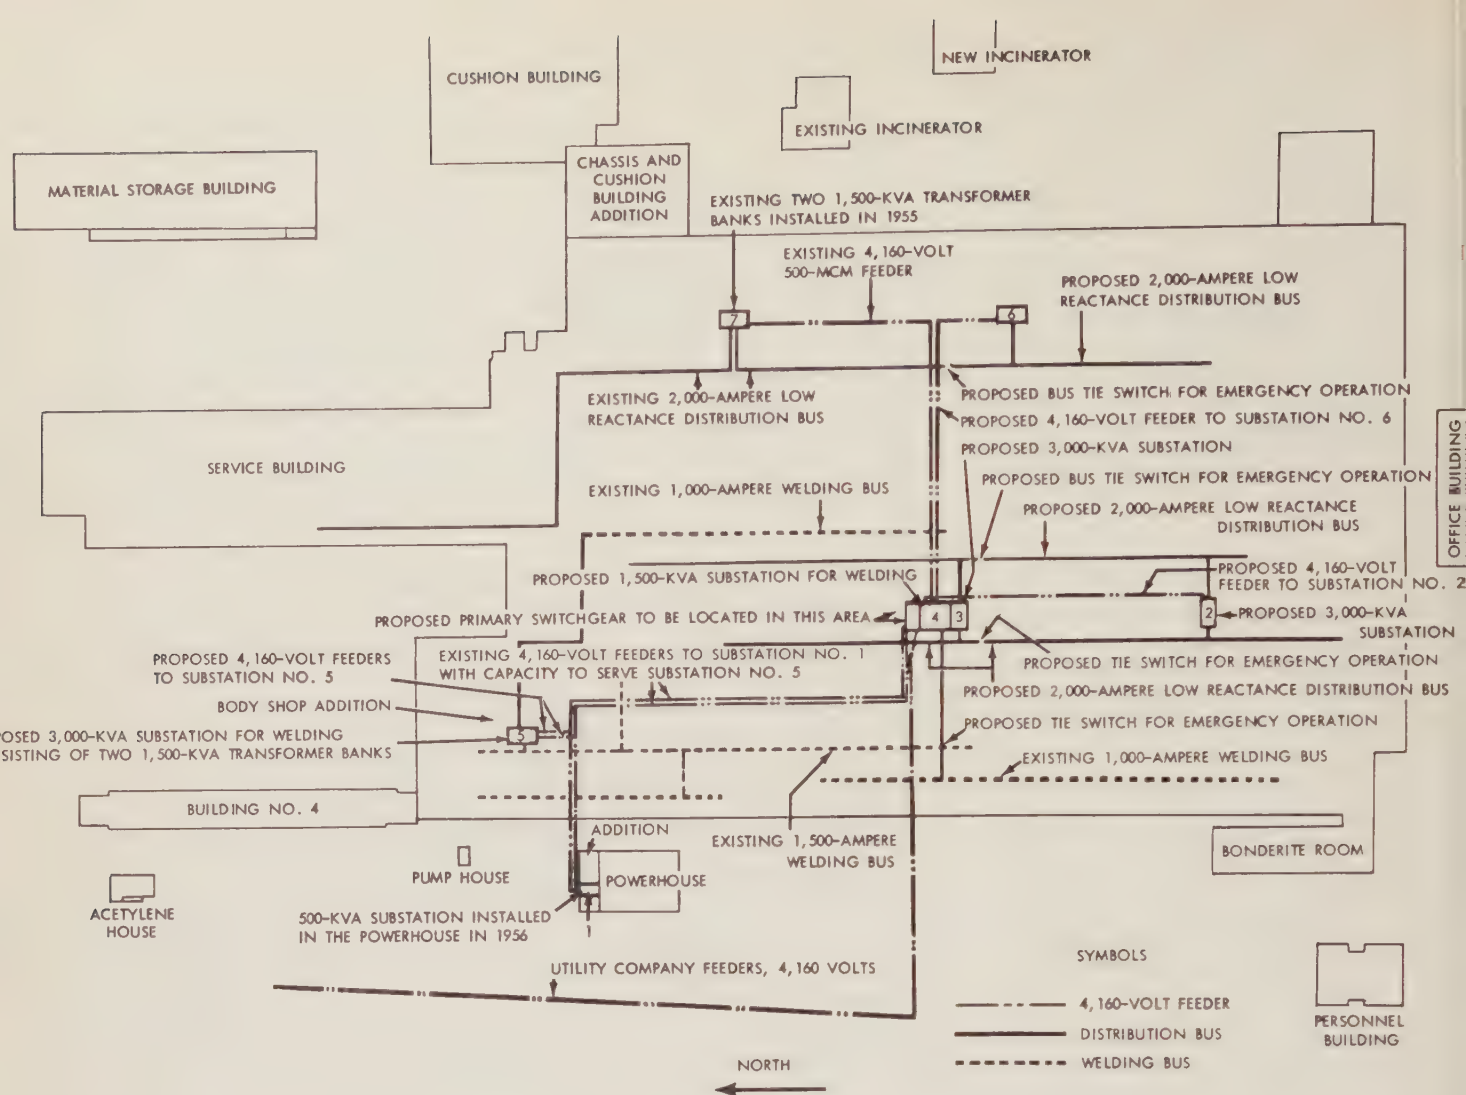 NEW INCINERATOR
CUSHION BUILDING
EXISTING INCINERATOR
MATERIAL STORAGE BUILDING
CHASSIS AND
CUSHION
BUILDING
ADDITION
EXISTING TWO 1,500-KVA TRANSFORMER
BANKS INSTALLED IN 1955
EXISTING 4,160-VOLT
500-MCM FEEDER
PROPOSED 2,000-AMPERE LOW
REACTANCE DISTRIBUTION BUS
7
6
EXISTING 2,000-AMPERE LOW
REACTANCE DISTRIBUTION BUS
PROPOSED BUS TIE SWITCH FOR EMERGENCY OPERATION
PROPOSED 4,160-VOLT FEEDER TO SUBSTATION NO. 6
PROPOSED 3,000-KVA SUBSTATION
SERVICE BUILDING
OFFICE BUILDING
EXISTING 1,000-AMPERE WELDING BUS
PROPOSED BUS TIE SWITCH FOR EMERGENCY OPERATION
PROPOSED 2,000-AMPERE LOW REACTANCE
DISTRIBUTION BUS
PROPOSED 1,500-KVA SUBSTATION FOR WELDING
PROPOSED 4,160-VOLT
FEEDER TO SUBSTATION NO. 2
PROPOSED PRIMARY SWITCHGEAR TO BE LOCATED IN THIS AREA
4
3
2
PROPOSED 3,000-KVA
SUBSTATION
PROPOSED 4,160-VOLT FEEDERS
TO SUBSTATION NO. 5
EXISTING 4,160-VOLT FEEDERS TO SUBSTATION NO. 1
WITH CAPACITY TO SERVE SUBSTATION NO. 5
PROPOSED TIE SWITCH FOR EMERGENCY OPERATION
PROPOSED 2,000-AMPERE LOW REACTANCE DISTRIBUTION BUS
BODY SHOP ADDITION
OSED 3,000-KVA SUBSTATION FOR WELDING
SISTING OF TWO 1,500-KVA TRANSFORMER BANKS
5
PROPOSED TIE SWITCH FOR EMERGENCY OPERATION
EXISTING 1,000-AMPERE WELDING BUS
BUILDING NO. 4
ADDITION
EXISTING 1,500-AMPERE
WELDING BUS
BONDERITE ROOM
PUMP HOUSE
POWERHOUSE
ACETYLENE
HOUSE
500-KVA SUBSTATION INSTALLED
IN THE POWERHOUSE IN 1956
1
UTILITY COMPANY FEEDERS, 4,160 VOLTS
SYMBOLS
4,160-VOLT FEEDER
DISTRIBUTION BUS
WELDING BUS
PERSONNEL
BUILDING
NORTH